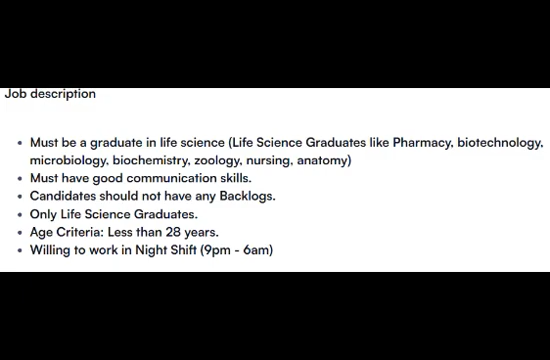 Job description
• Must be a graduate in life science (Life Science Graduates like Pharmacy, biotechnology,
microbiology, biochemistry, zoology, nursing, anatomy)
• Must have good communication skills.
• Candidates should not have any Backlogs.
• Only Life Science Graduates.
• Age Criteria: Less than 28 years.
• Willing to work in Night Shift (9pm - 6am)